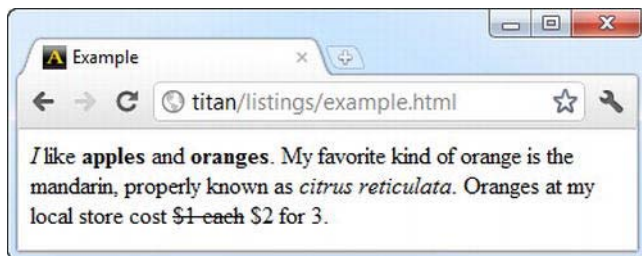 Example
titan/listings/example.html
I like apples and oranges. My favorite kind of orange is the
mandarin, properly known as citrus reticulata. Oranges at my
local store cost $1 each $2 for 3.